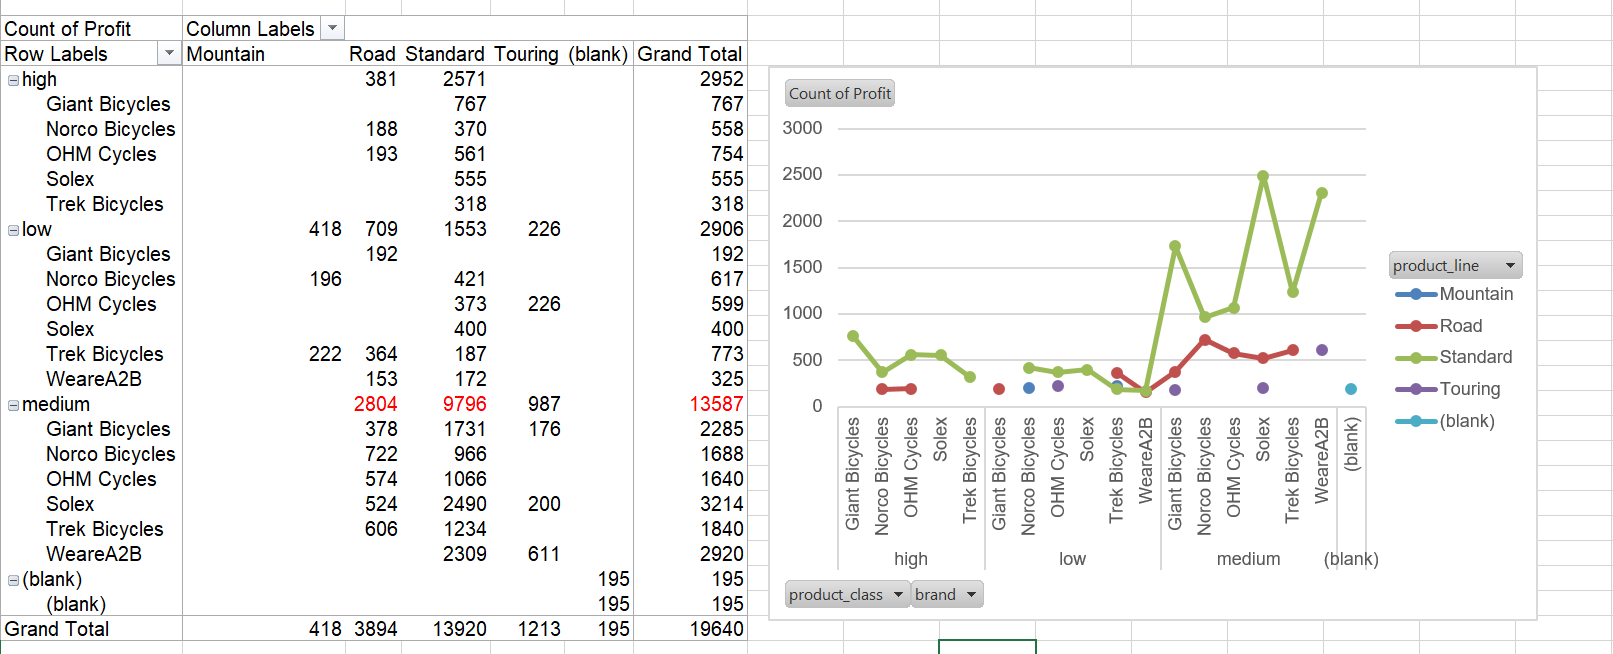 Count of Profit Column Labels
Row Labels Mountain Road Standard Touring (blank) Grand Total
high 381 2571 2952
Giant Bicycles 767 767
Norco Bicycles 188 370 558
OHM Cycles 193 561 754
Solex 555 555
Trek Bicycles 318 318
low 418 709 1553 226 2906
Giant Bicycles 192 192
Norco Bicycles 196 421 617
OHM Cycles 373 226 599
Solex 400 400
Trek Bicycles 222 364 187 773
WeareA2B 153 172 325
medium 2804 9796 987 13587
Giant Bicycles 378 1731 176 2285
Norco Bicycles 722 966 1688
OHM Cycles 574 1066 1640
Solex 524 2490 200 3214
Trek Bicycles 606 1234 1840
WeareA2B 2309 611 2920
(blank) 195 195
(blank) 195 195
Grand Total 418 3894 13920 1213 195 19640
Count of Profit
3000
2500
2000
1500
1000
500
0
Giant Bicycles
Norco Bicycles
OHM Cycles
Solex
Trek Bicycles
Giant Bicycles
Norco Bicycles
OHM Cycles
Solex
Trek Bicycles
WeareA2B
Giant Bicycles
Norco Bicycles
OHM Cycles
Solex
Trek Bicycles
WeareA2B
(blank)
high low medium (blank)
product_line
Mountain
Road
Standard
Touring
(blank)
product_class brand